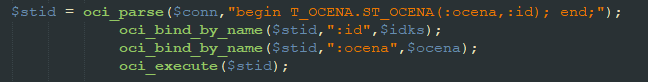 $stid = oci_parse($conn,"begin T_OCENA.ST_OCENA(:ocena,:id); end;");
oci_bind_by_name($stid,":id",$idks);
oci_bind_by_name($stid,":ocena",$ocena);
oci_execute($stid);